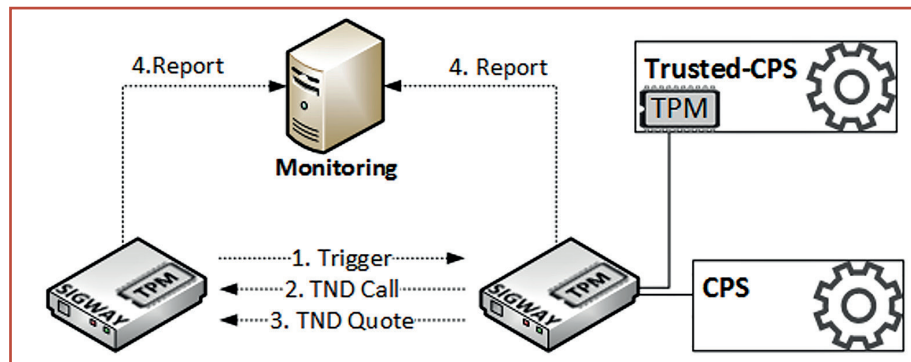 4.Report
4. Report
Trusted-CPS
TPM
Monitoring
1. Trigger
2. TND Call
3. TND Quote
SIGWAY
TPM
SIGWAY
TPM
CPS